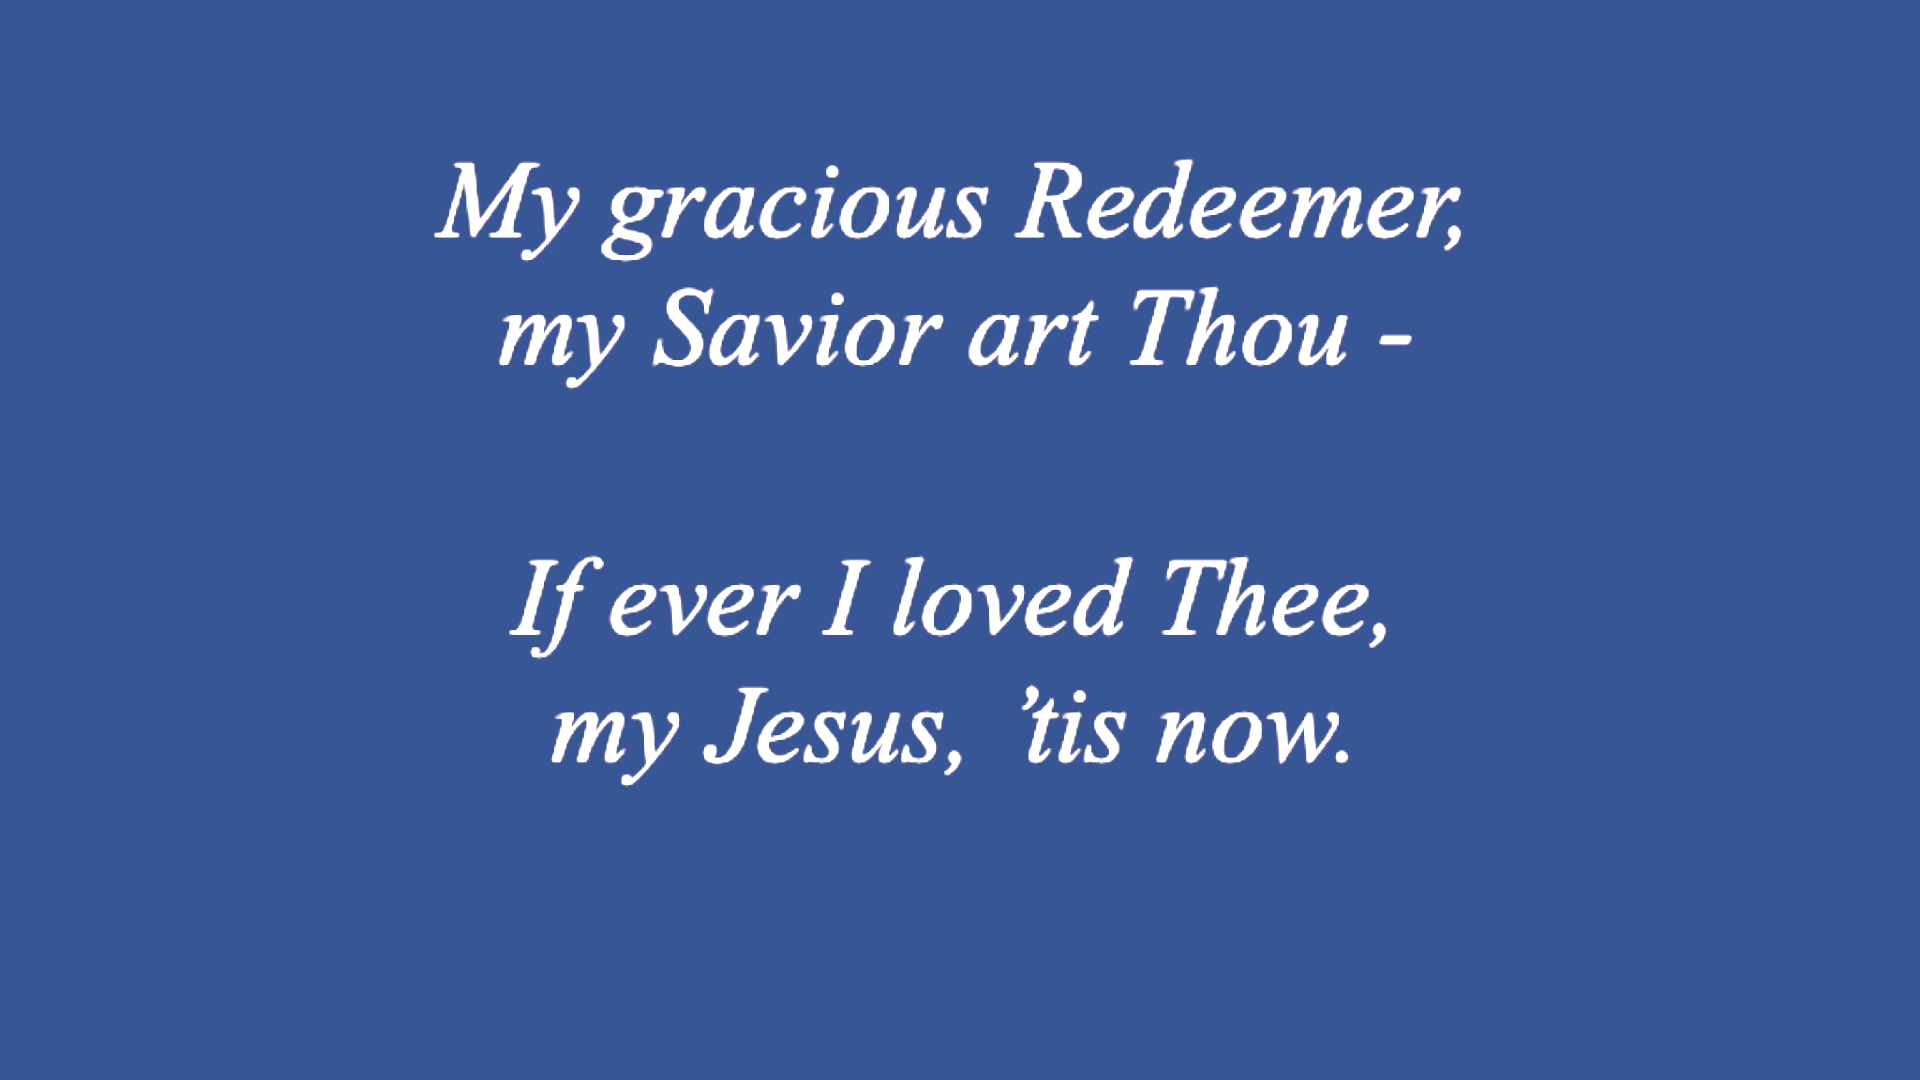 My gracious Redeemer,
my Savior art Thou -
If ever I loved Thee,
my Jesus,  ’tis now.